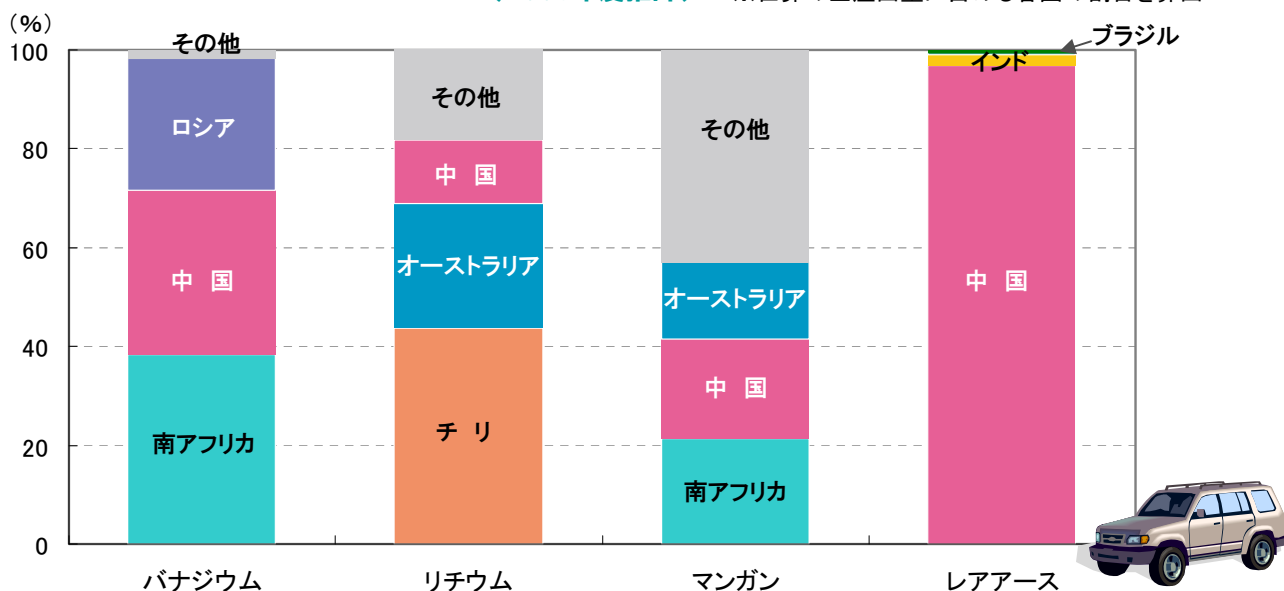 (%)
100
80
60
40
20
0
その他
ロシア
中 国
南アフリカ
その他
中 国
オーストラリア
チ リ
その他
オーストラリア
中 国
南アフリカ
ブラジル
インド
中 国
バナジウム
リチウム
マンガン
レアアース